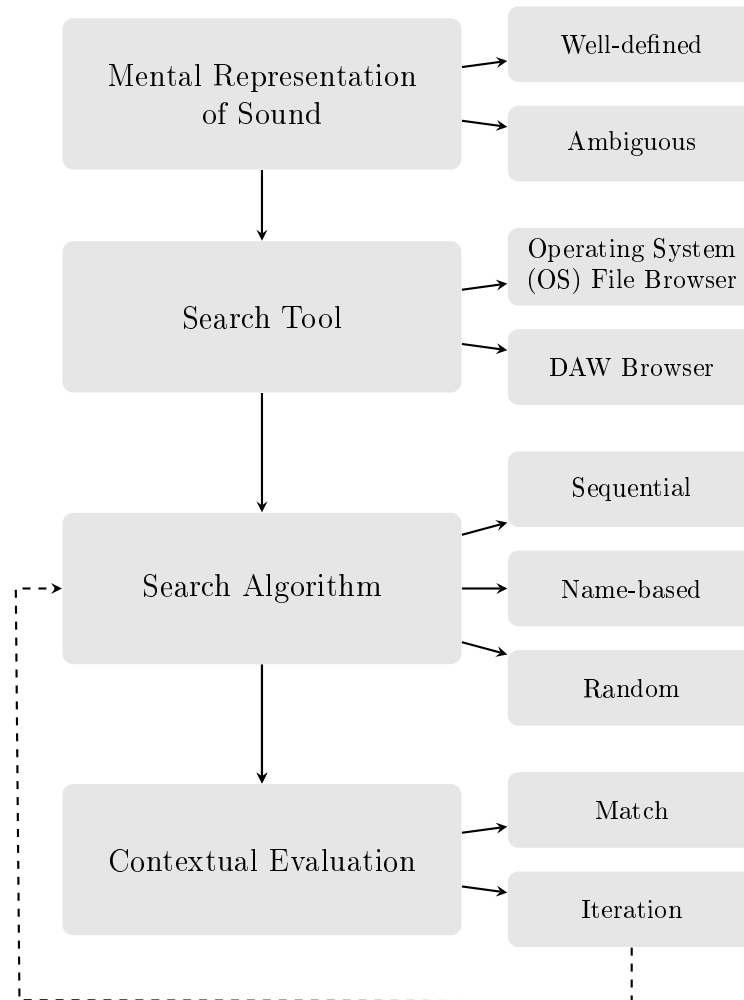 Mental Representation
of Sound
Well-defined
Ambiguous
Search Tool
Operating System
(OS) File Browser
DAW Browser
Search Algorithm
Sequential
Name-based
Random
Contextual Evaluation
Match
Iteration